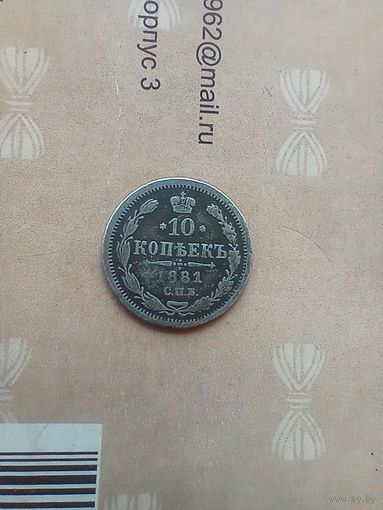 962@mail.ru
орпус 3
* 10 *
КОПѢЕКЪ
1881
С.П.Б.
www.ay.by